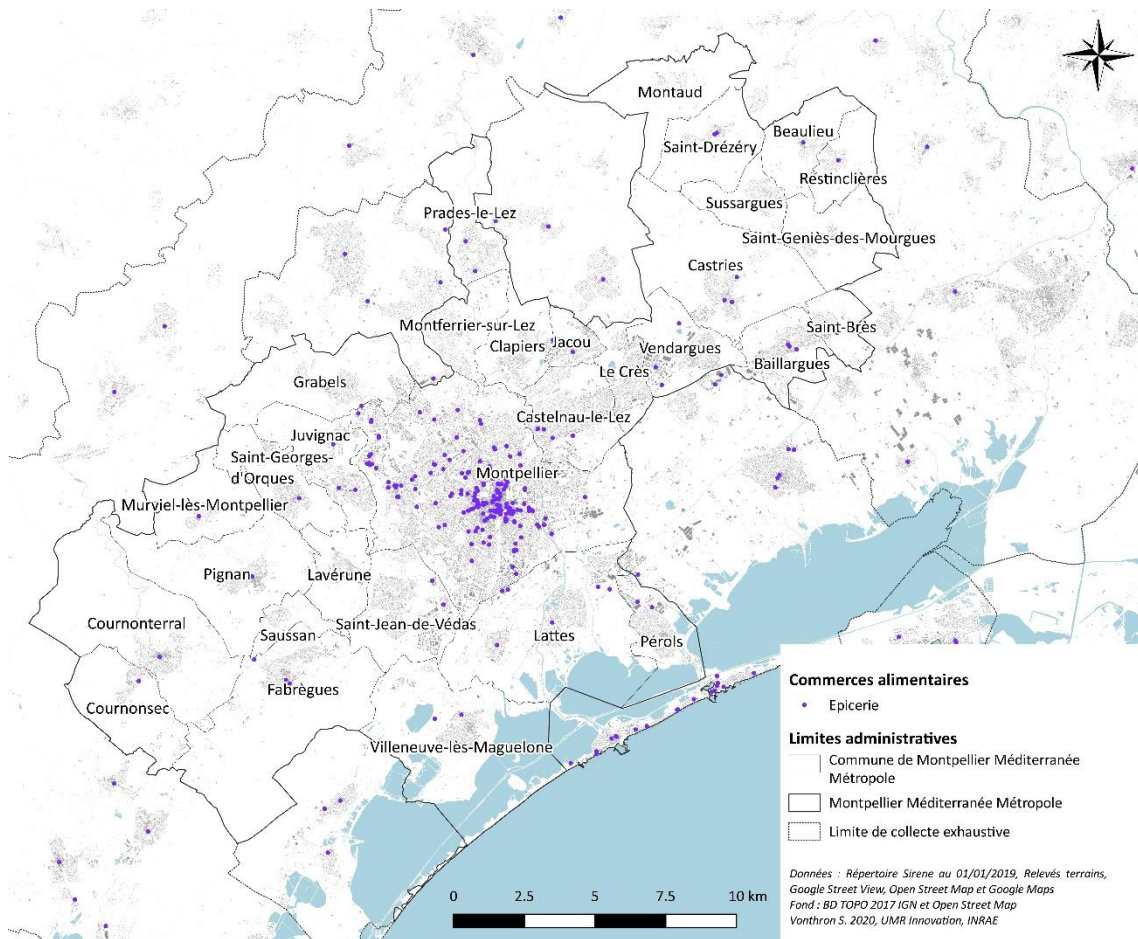 Montaud
Beaulieu
Saint-Drézéry
Restinclières
Sussargues
Prades-le-Lez
Saint-Geniès-des-Mourgues
Castries
Montferrier-sur-Lez
Saint-Brès
Clapiers
Jacou
Vendargues
Baillargues
Le Crès
Grabels
Castelnau-le-Lez
Juvignac
Saint-Georges-
d'Orques
Montpellier
Murviel-lès-Montpellier
Pignan
Lavérune
Cournonterral
Saussan
Saint-Jean-de-Védas
Lattes
Pérols
Fabrègues
Cournonsec
Villeneuve-lès-Maguelone
Commerces alimentaires
Epicerie
Limites administratives
Commune de Montpellier Méditerranée
Métropole
Montpellier Méditerranée Métropole
Limite de collecte exhaustive
Données : Répertoire Sirene au 01/01/2019, Relevés terrains,
Google Street View, Open Street Map et Google Maps
Fond : BD TOPO 2017 IGN et Open Street Map
Vonthron S. 2020, UMR Innovation, INRAE
0 2.5 5 7.5 10 km